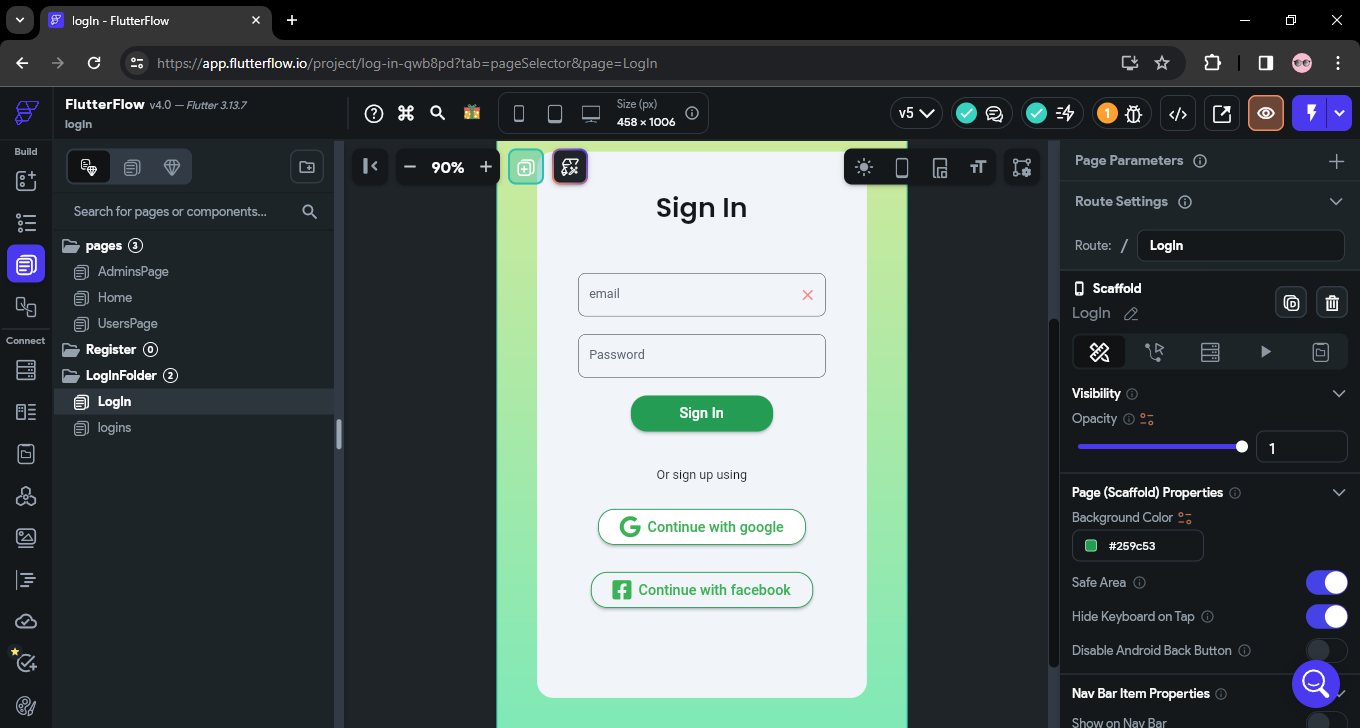 logIn - FlutterFlow
https://app.flutterflow.io/project/log-in-qwb8pd?tab=pageSelector&page=LogIn
FlutterFlow v4.0 — Flutter 3.13.7
logIn
Size (px)
458 × 1006
v5
1
Build
Connect
Search for pages or components...
pages 3
AdminsPage
Home
UsersPage
Register 0
LogInFolder 2
LogIn
logins
90%
Sign In
email
Password
Sign In
Or sign up using
Continue with google
Continue with facebook
Page Parameters
Route Settings
Route: / LogIn
Scaffold
LogIn
Visibility
Opacity
1
Page (Scaffold) Properties
Background Color
#259c53
Safe Area
Hide Keyboard on Tap
Disable Android Back Button
Nav Bar Item Properties
Show on Nav Bar